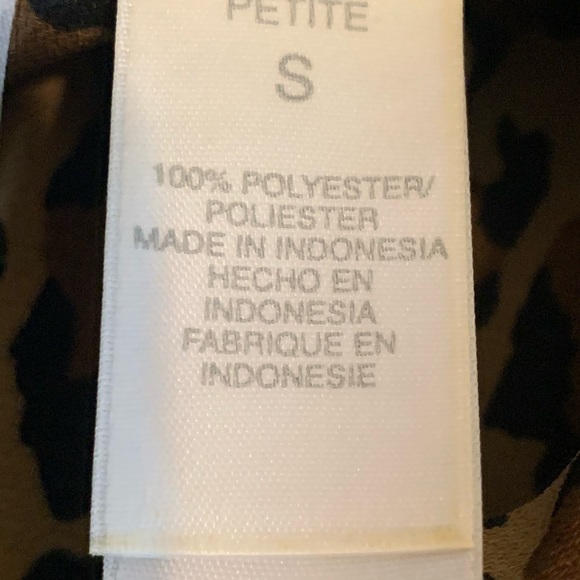 PETITE
S
100% POLYESTER/
POLIESTER
MADE IN INDONESIA
HECHO EN
INDONESIA
FABRIQUE EN
INDONESIE